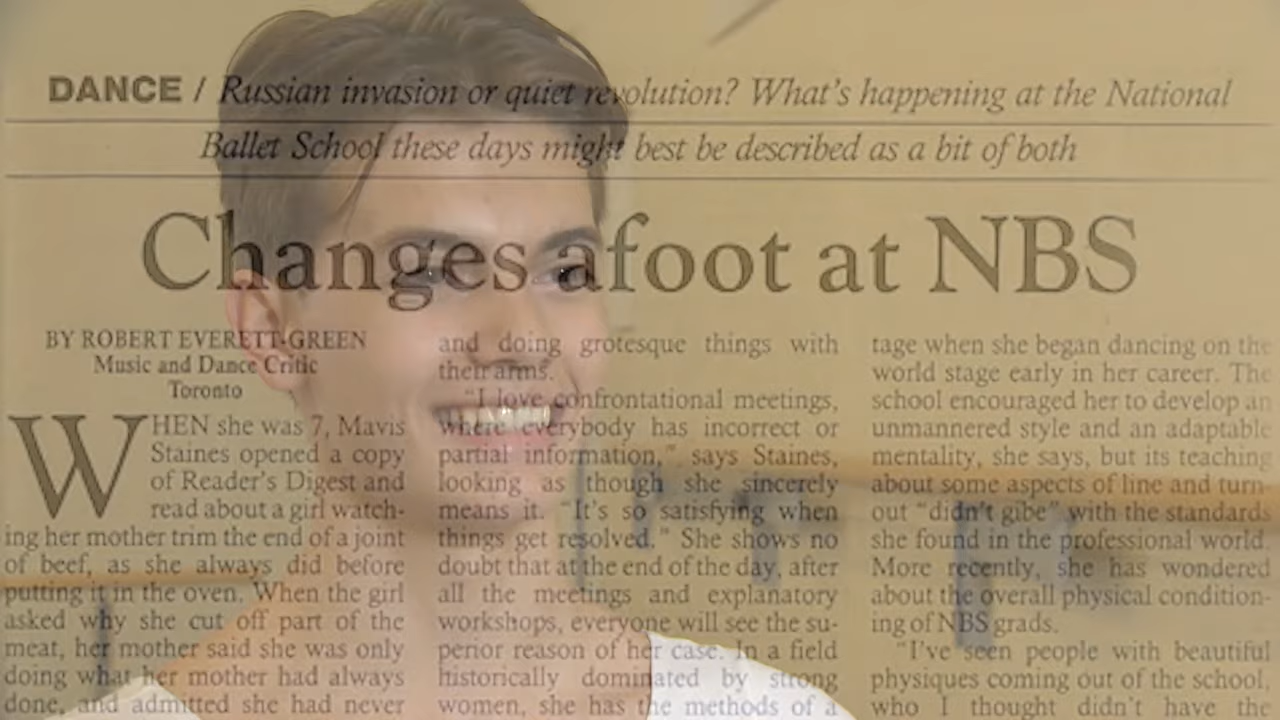 DANCE / Russian invasion or quiet revolution? What's happening at the National
Ballet School these days might best be described as a bit of both
Changes afoot at NBS
BY ROBERT EVERETT-GREEN
Music and Dance Critic
Toronto
WHEN she was 7, Mavis
Staines opened a copy
of Reader's Digest and
read about a girl watch-
ing her mother trim the end of a joint
of beef, as she always did before
putting it in the oven. When the girl
asked why she cut off part of the
meat, her mother said she was only
doing what her mother had always
done, and admitted she had never
and doing grotesque things with
their arms.
"I love confrontational meetings,
where everybody has incorrect or
partial information," says Staines,
looking as though she sincerely
means it. "It's so satisfying when
things get resolved." She shows no
doubt that at the end of the day, after
all the meetings and explanatory
workshops, everyone will see the su-
perior reason of her case. In a field
historically dominated by strong
women, she has the methods of a
tage when she began dancing on the
world stage early in her career. The
school encouraged her to develop an
unmannered style and an adaptable
mentality, she says, but its teaching
about some aspects of line and turn-
out "didn't gibe" with the standards
she found in the professional world.
More recently, she has wondered
about the overall physical condition-
ing of NBS grads.
"I've seen people with beautiful
physiques coming out of the school,
who I thought didn't have the